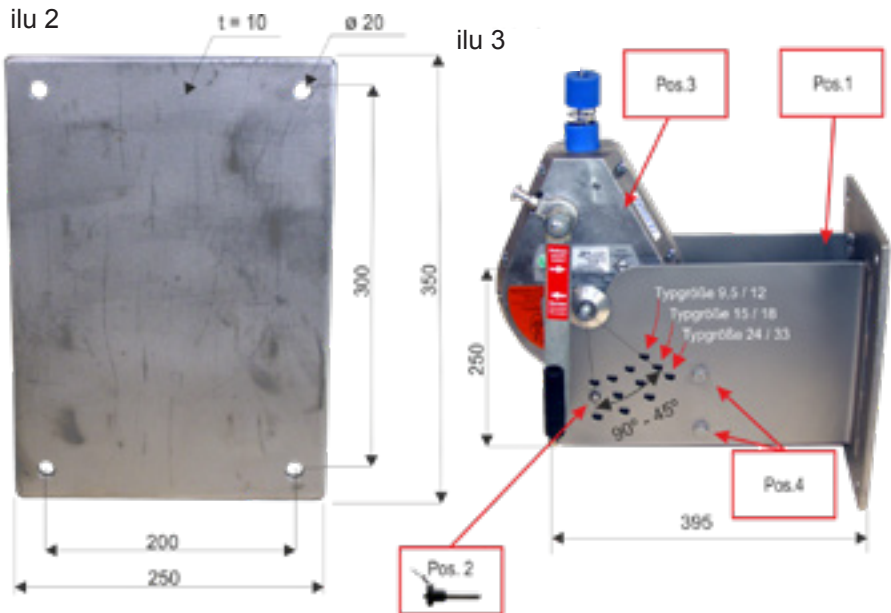 ilu 2
t = 10
ø 20
300
350
200
250
ilu 3
Pos.3
Pos.1
Typgröße 9,5 / 12
Typgröße 15 / 18
Typgröße 24 / 33
250
90° - 45°
Pos.4
395
Pos. 2